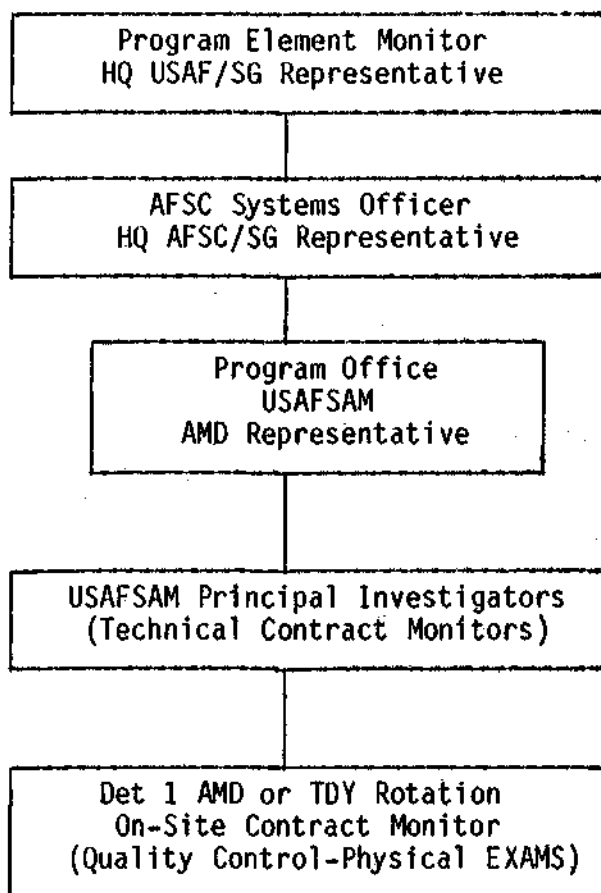 Program Element Monitor
HQ USAF/SG Representative
AFSC Systems Officer
HQ AFSC/SG Representative
Program Office
USAFSAM
AMD Representative
USAFSAM Principal Investigators
(Technical Contract Monitors)
Det 1 AMD or TDY Rotation
On-Site Contract Monitor
(Quality Control-Physical EXAMS)